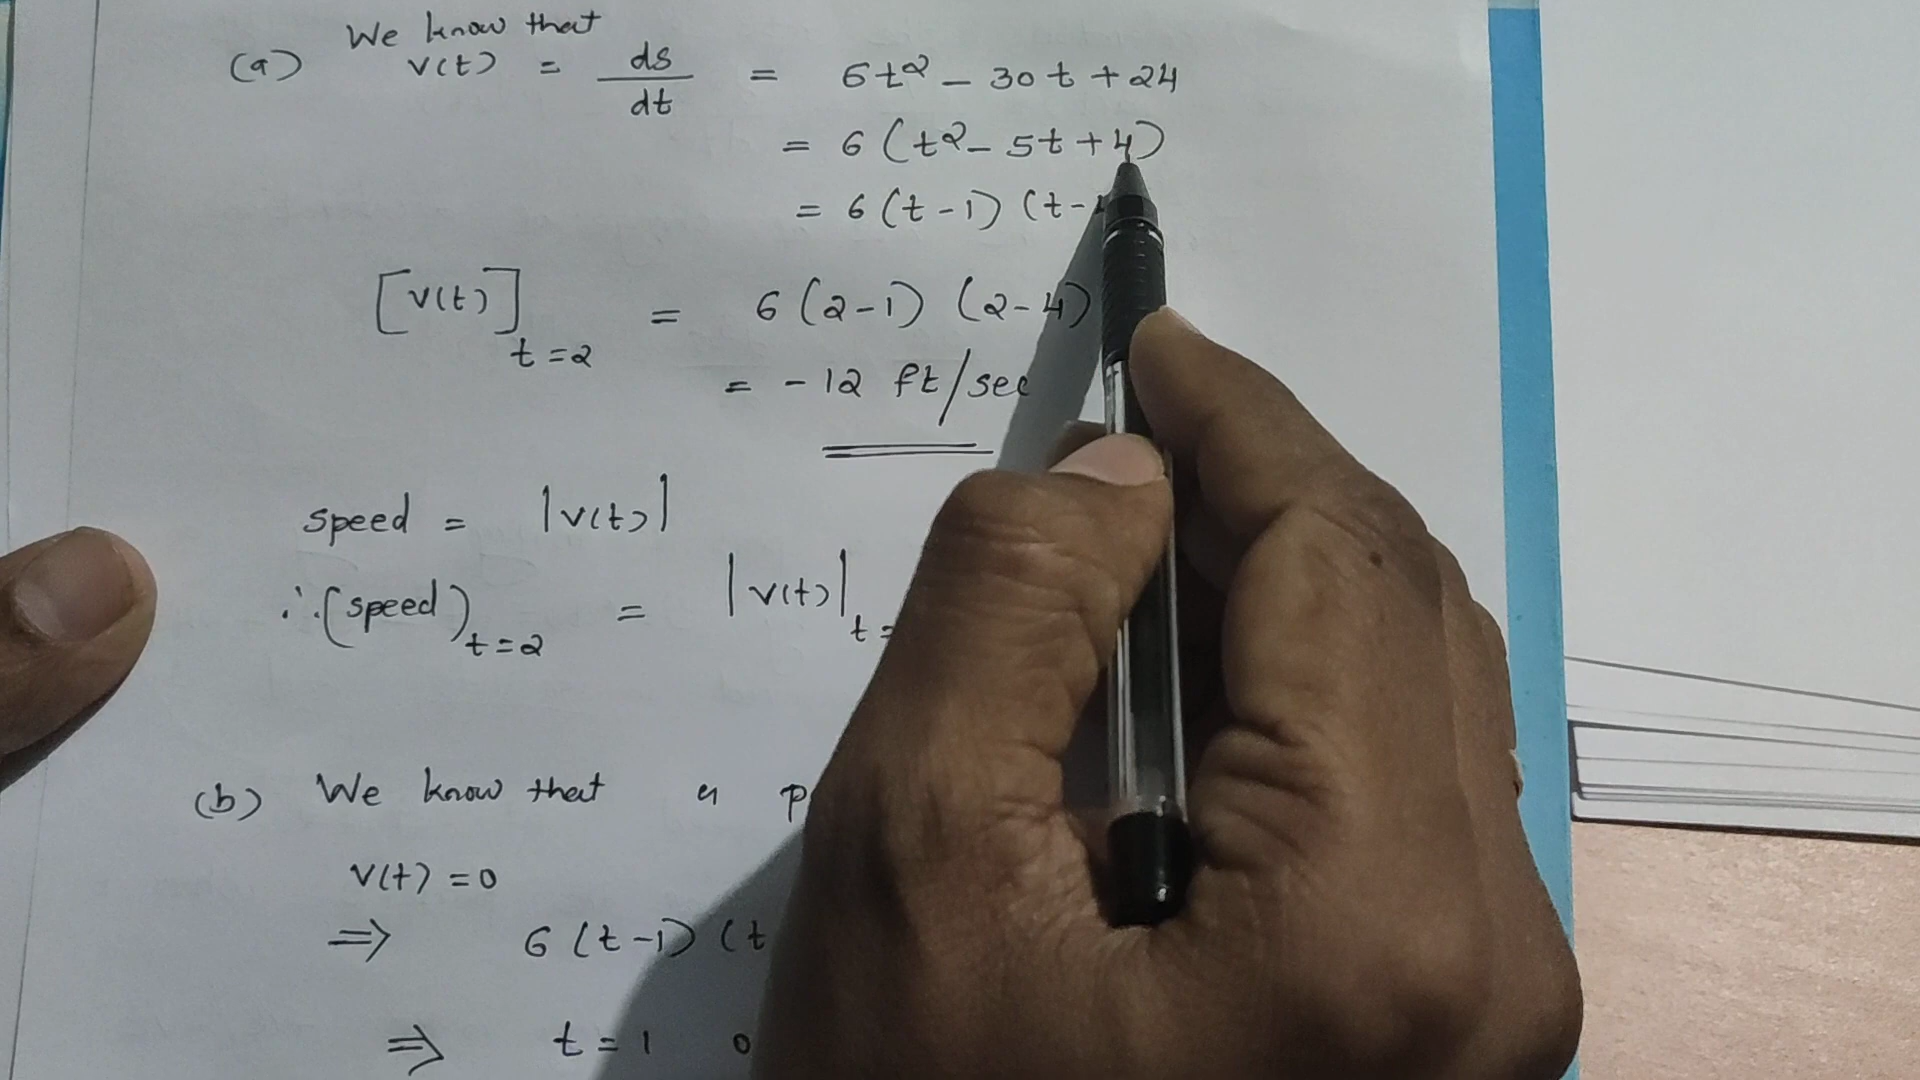 We know that
(a) v(t) = ds/dt = 6t² - 30t + 24
= 6 (t² - 5t + 4)
= 6 (t-1) (t-
[v(t)] t=2 = 6 (2-1) (2-4)
= -12 ft/sec
speed = |v(t)|
∴ (speed) t=2 = |v(t)| t=
(b) We know that a p
v(t) = 0
⇒ 6 (t-1) (t
⇒ t = 1 o